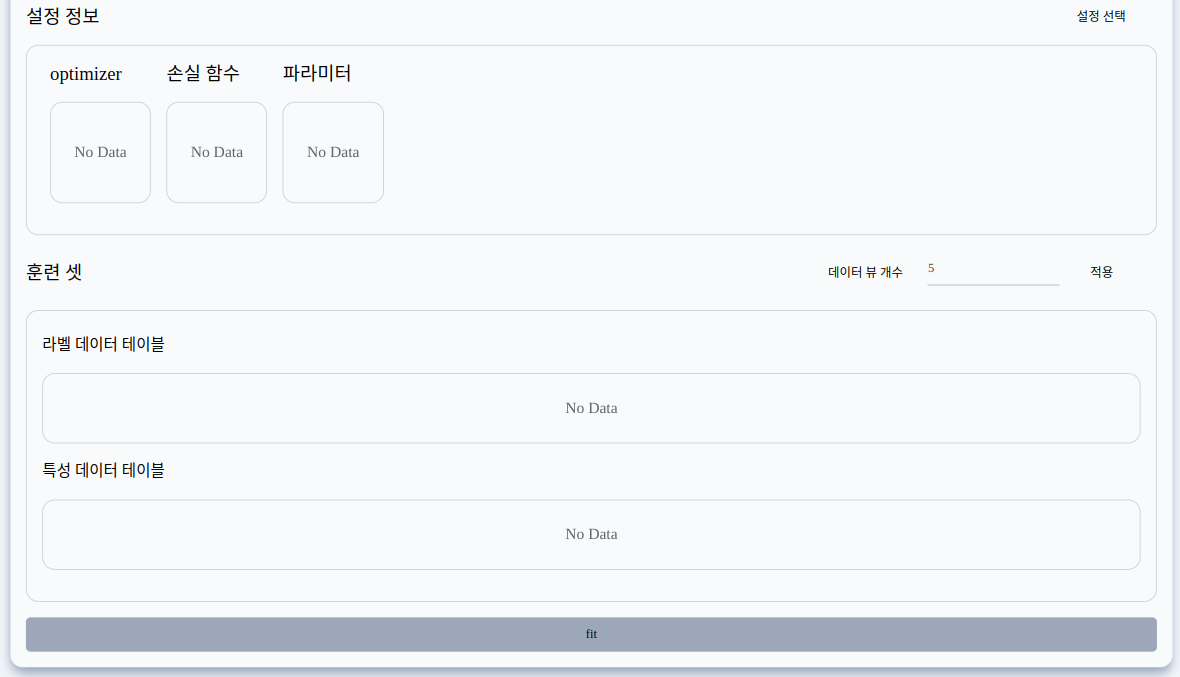 설정 정보 설정 선택
optimizer 손실 함수 파라미터
No Data No Data No Data
훈련 셋 데이터 뷰 개수 5 적용
라벨 데이터 테이블
No Data
특성 데이터 테이블
No Data
fit